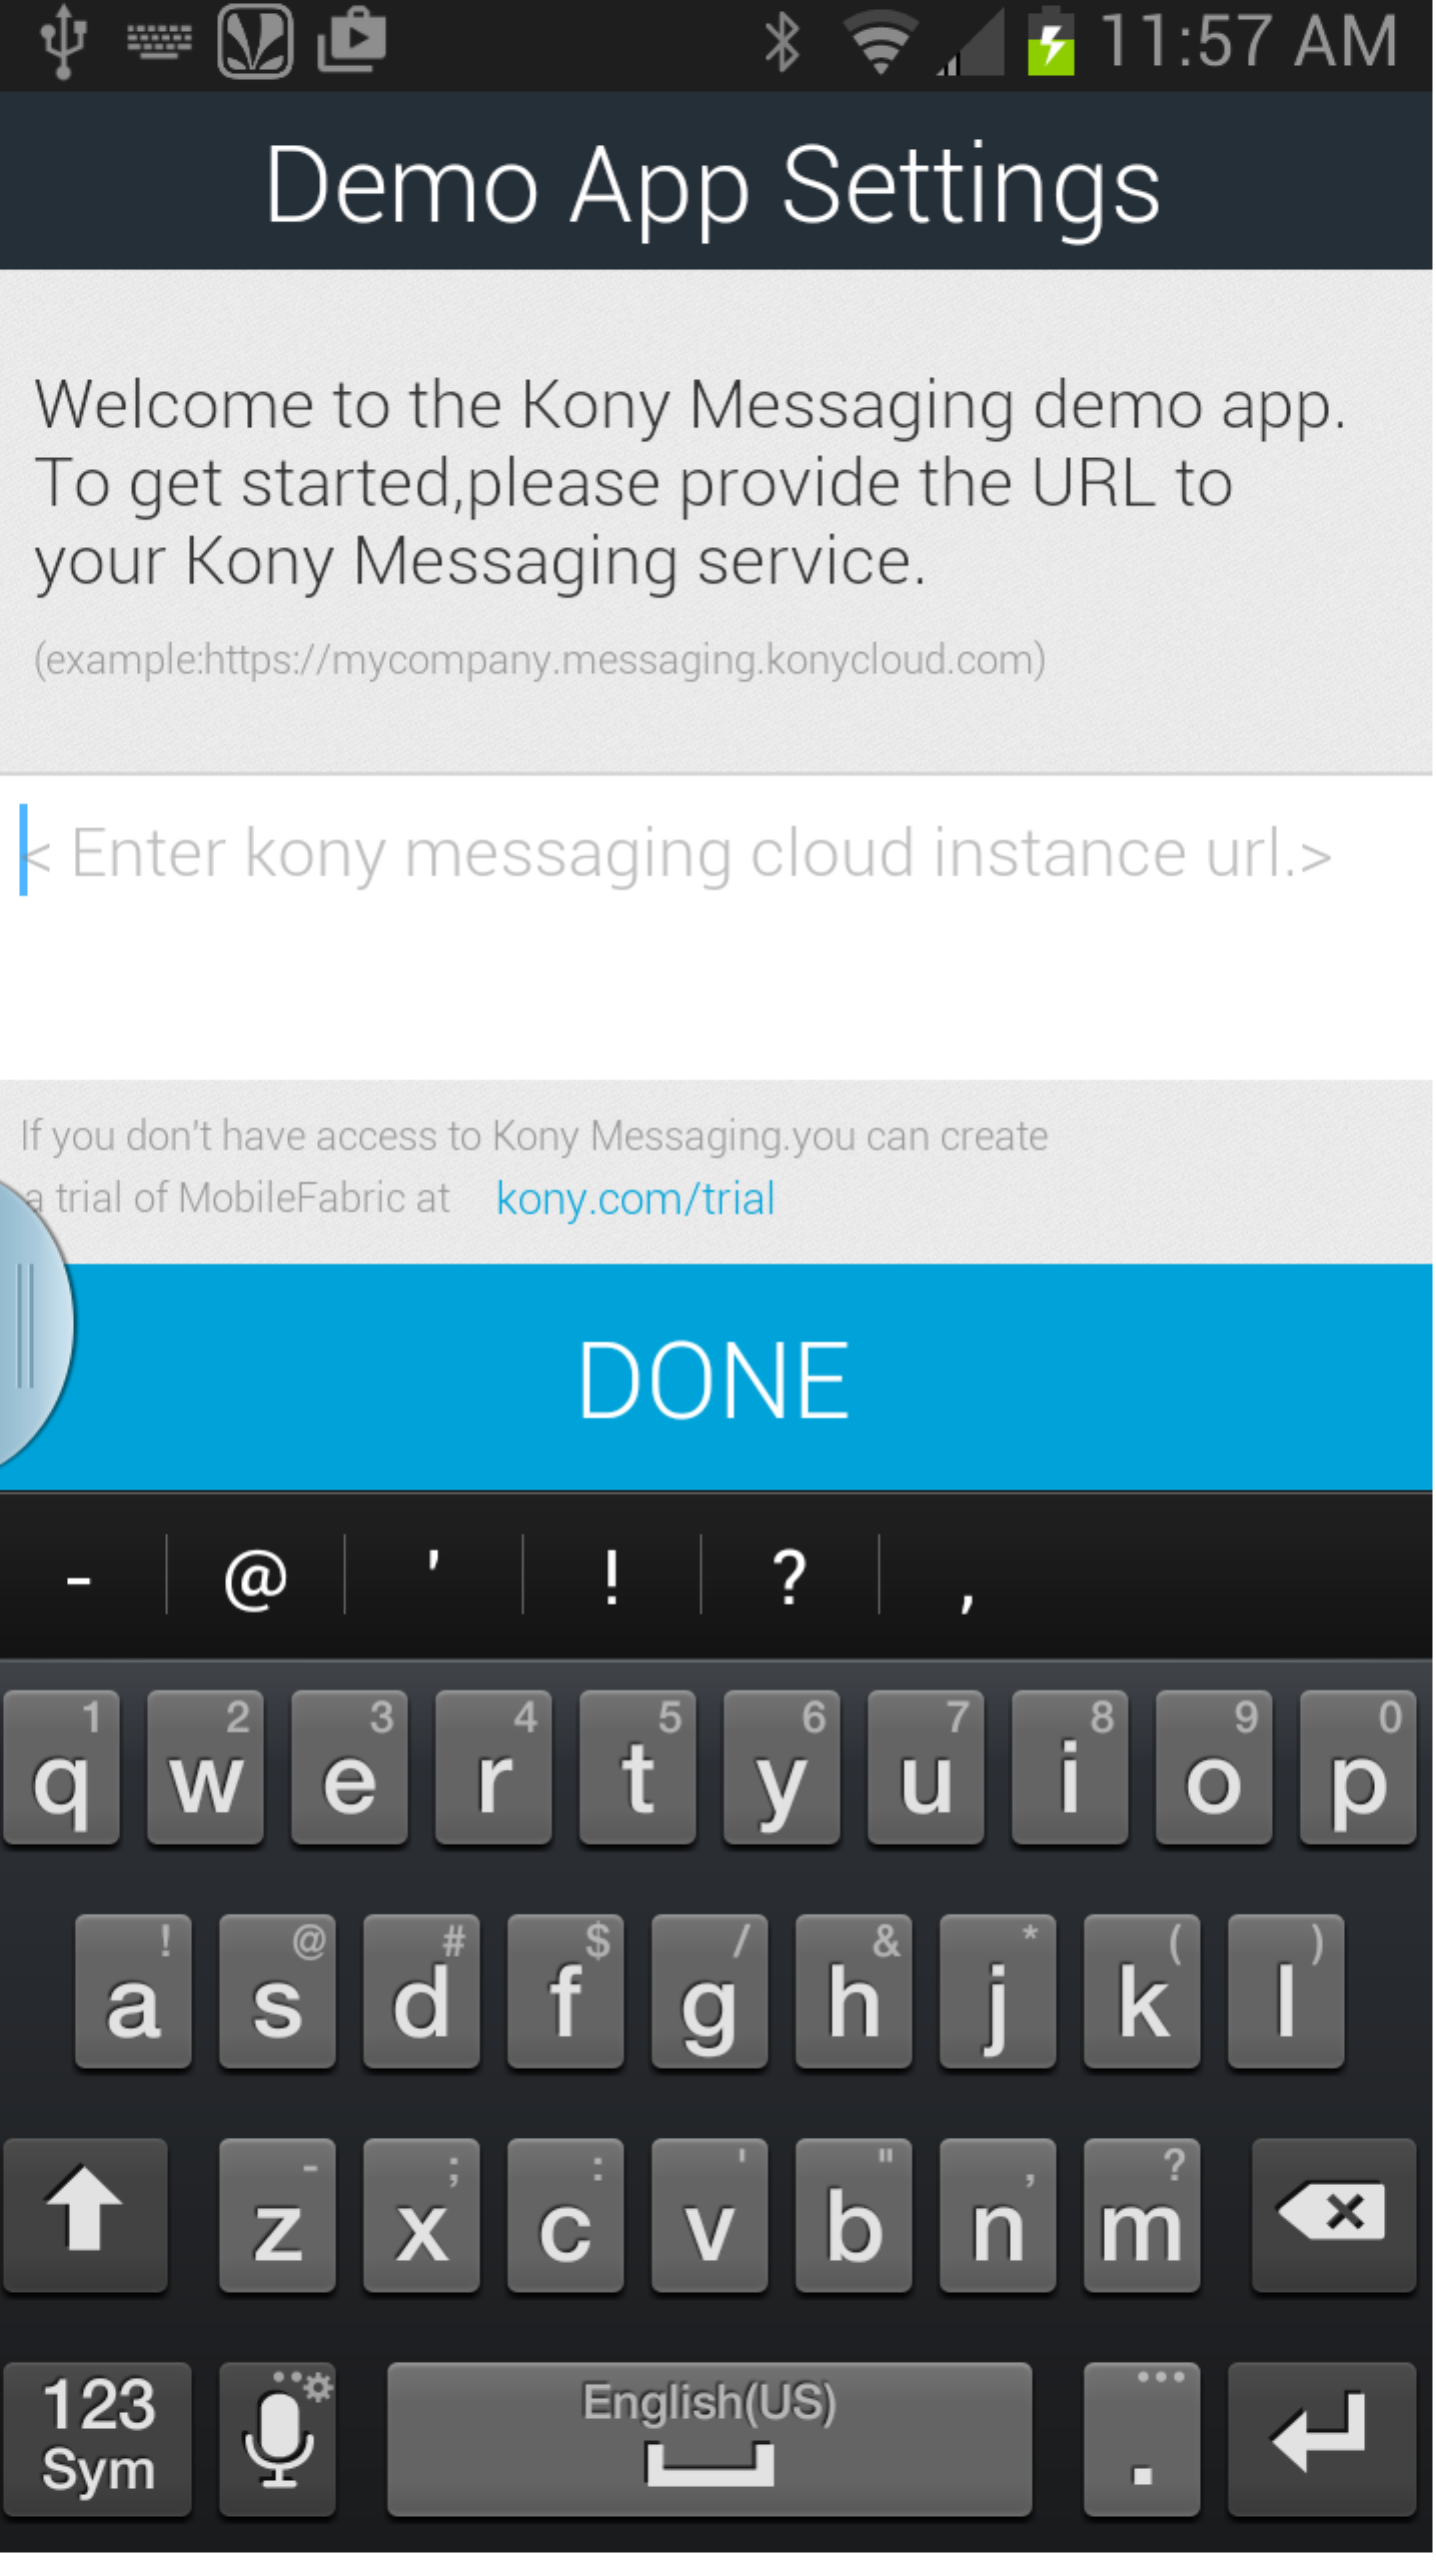 11:57 AM
Demo App Settings
Welcome to the Kony Messaging demo app.
To get started,please provide the URL to
your Kony Messaging service.
(example:https://mycompany.messaging.konycloud.com)
< Enter kony messaging cloud instance url.>
If you don't have access to Kony Messaging.you can create
a trial of MobileFabric at kony.com/trial
DONE
- @ ' ! ? ,
1 2 3 4 5 6 7 8 9 0
q w e r t y u i o p
! @ # $ / & * ( )
a s d f g h j k l
- ; : ' " , ?
z x c v b n m
123
Sym
English(US)
.